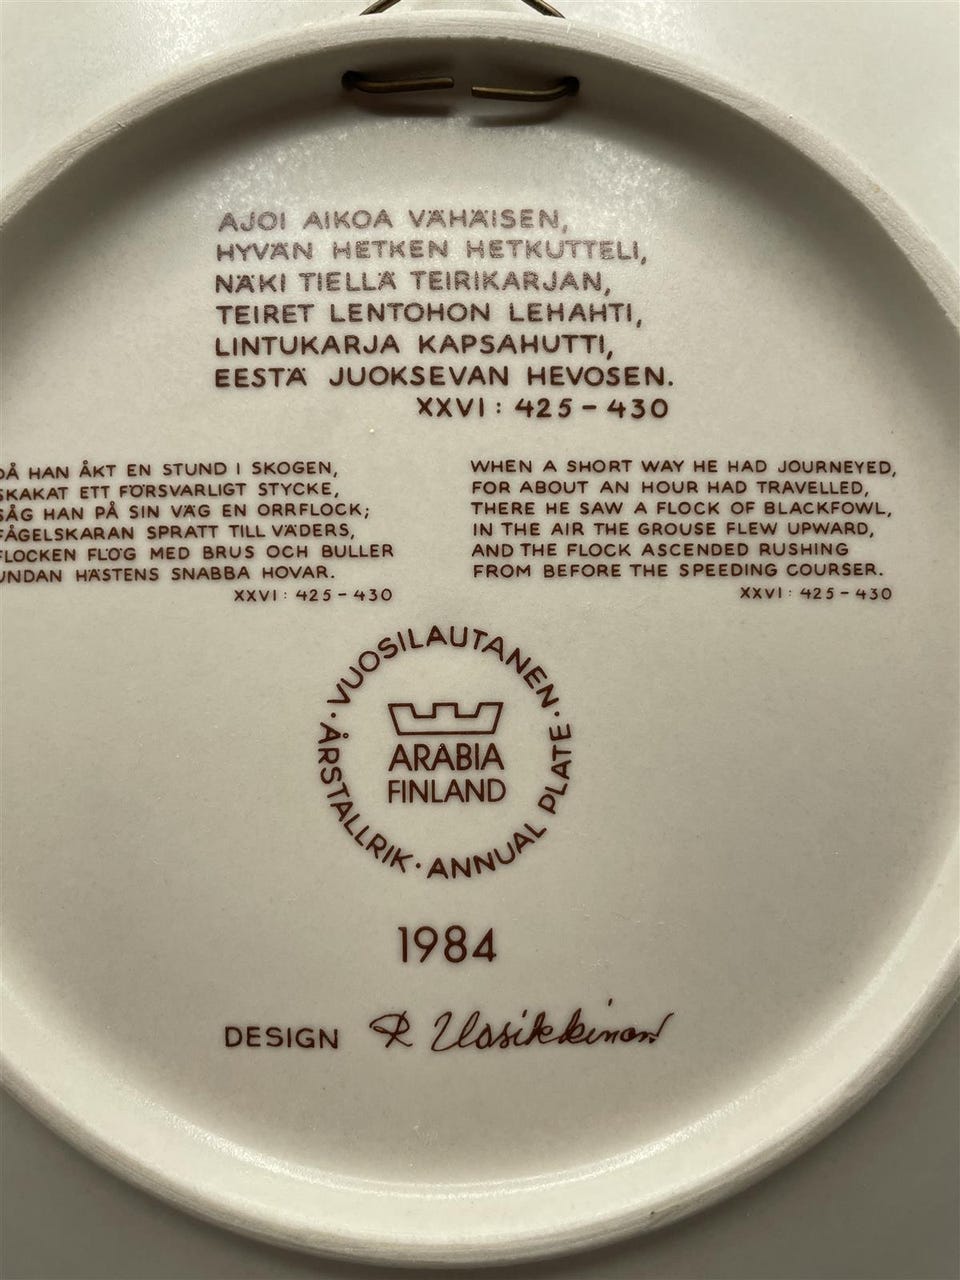 AJOI AIKOA VÄHÄISEN,
HYVÄN HETKEN HETKUTTELI,
NÄKI TIELLÄ TEIRIKARJAN,
TEIRET LENTOHON LEHAHTI,
LINTUKARJA KAPSAHUTTI,
EESTÄ JUOKSEVAN HEVOSEN.
XXVI: 425-430
DÅ HAN ÅKT EN STUND I SKOGEN,
SKAKAT ETT FÖRSVARLIGT STYCKE,
SÅG HAN PÅ SIN VÄG EN ORRFLOCK;
FÅGELSKARAN SPRATT TILL VÄDERS,
FLOCKEN FLÖG MED BRUS OCH BULLER
UNDAN HÄSTENS SNABBA HOVAR.
XXVI: 425-430
WHEN A SHORT WAY HE HAD JOURNEYED,
FOR ABOUT AN HOUR HAD TRAVELLED,
THERE HE SAW A FLOCK OF BLACKFOWL,
IN THE AIR THE GROUSE FLEW UPWARD,
AND THE FLOCK ASCENDED RUSHING
FROM BEFORE THE SPEEDING COURSER.
XXVI: 425-430
· VUOSILAUTANEN · ANNUAL PLATE · ÅRSTALLRIK
ARABIA
FINLAND
1984
DESIGN R Uosikkinen